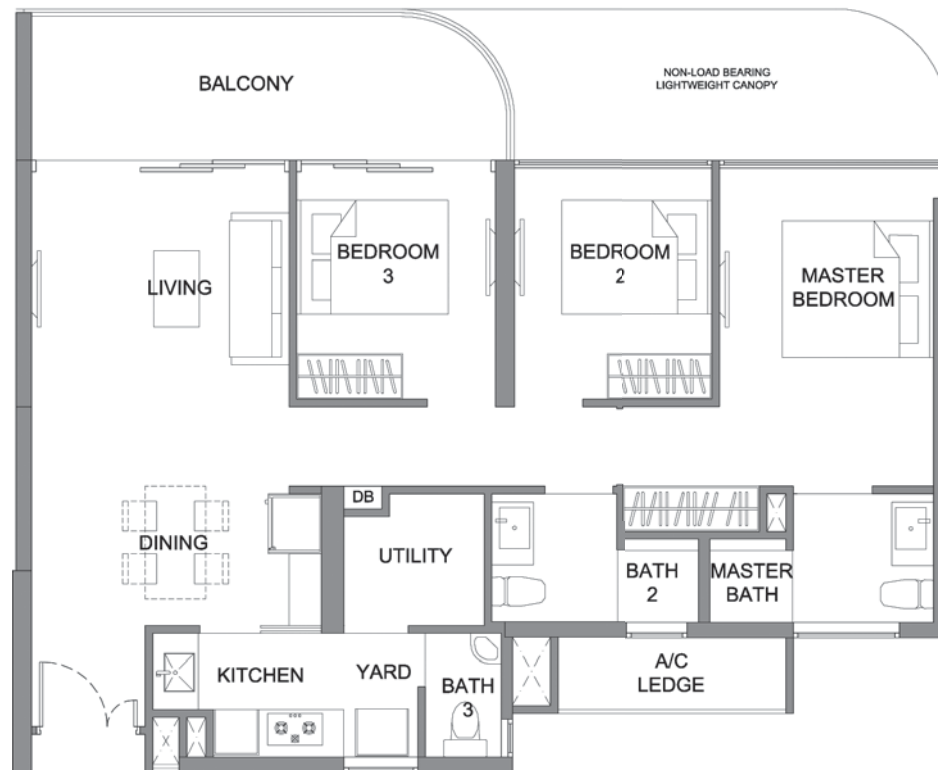 BALCONY
NON-LOAD BEARING
LIGHTWEIGHT CANOPY
LIVING
BEDROOM
3
BEDROOM
2
MASTER
BEDROOM
DB
DINING
UTILITY
BATH
2
MASTER
BATH
KITCHEN
YARD
BATH
3
A/C
LEDGE